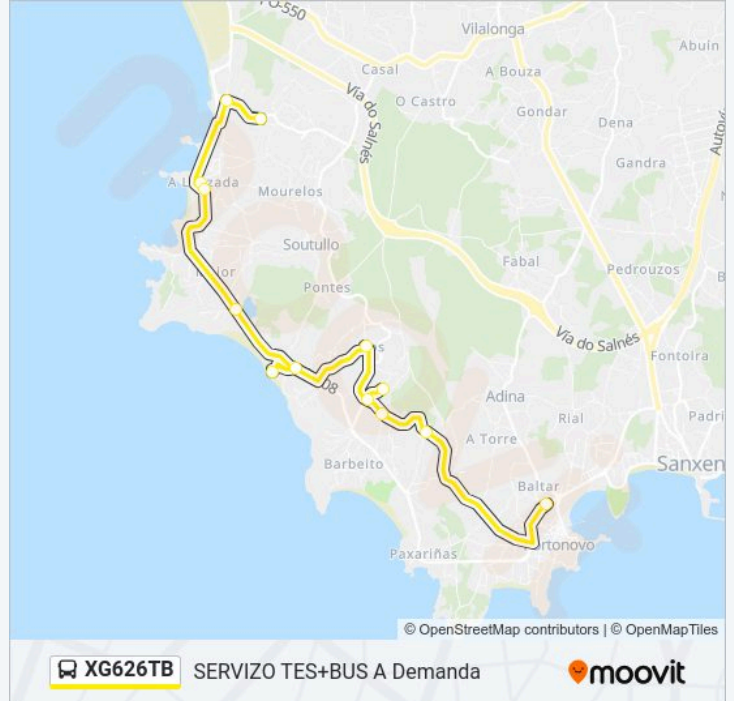 PO-550
Vilalonga
Abuín
Casal
A Bouza
O Castro
Vía do Salnés
Gondar
Dena
Gandra
Mourelos
Soutullo
Fabal
Pedrouzos
Pontes
Vía do Salnés
Fontoira
Adina
Rial
Padri
A Torre
Barbeito
Sanxen
Baltar
Paxariñas
© OpenStreetMap contributors | © OpenMapTiles
XG626TB SERVIZO TES+BUS A Demanda
moovit